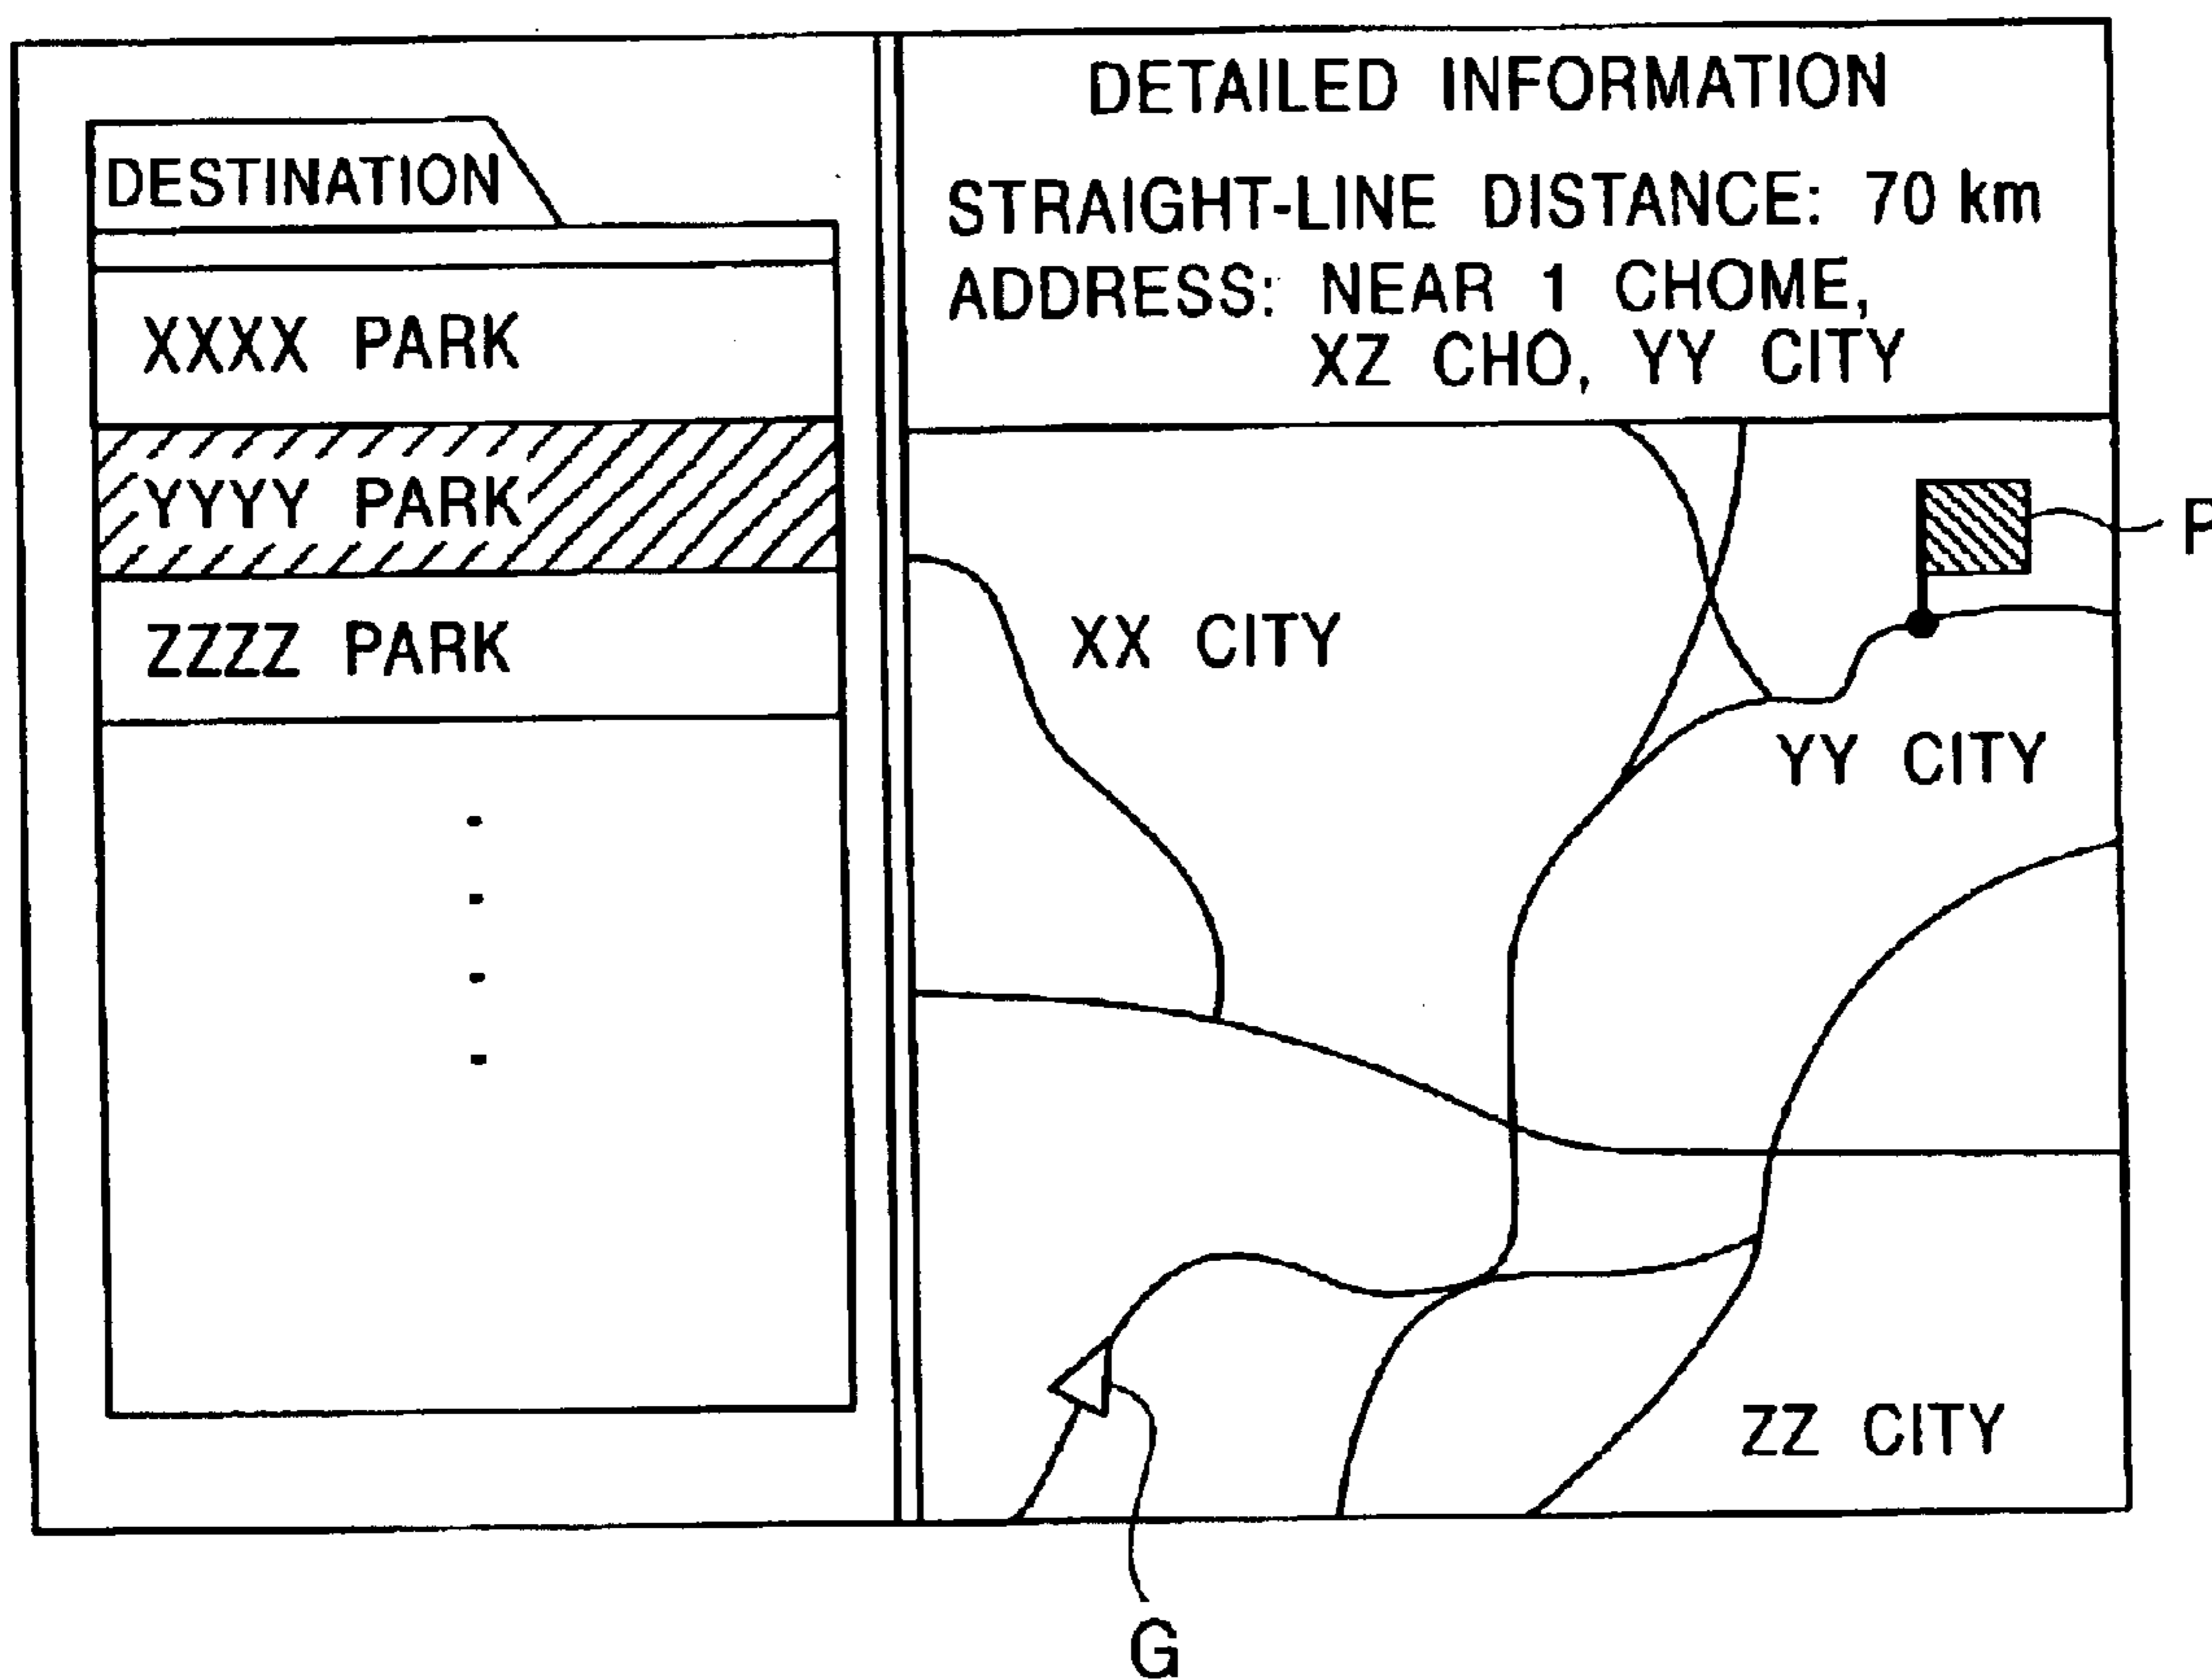 DESTINATION
XXXX PARK
YYYY PARK
ZZZZ PARK
DETAILED INFORMATION
STRAIGHT-LINE DISTANCE: 70 km
ADDRESS: NEAR 1 CHOME,
XZ CHO, YY CITY
P
XX CITY
YY CITY
ZZ CITY
G